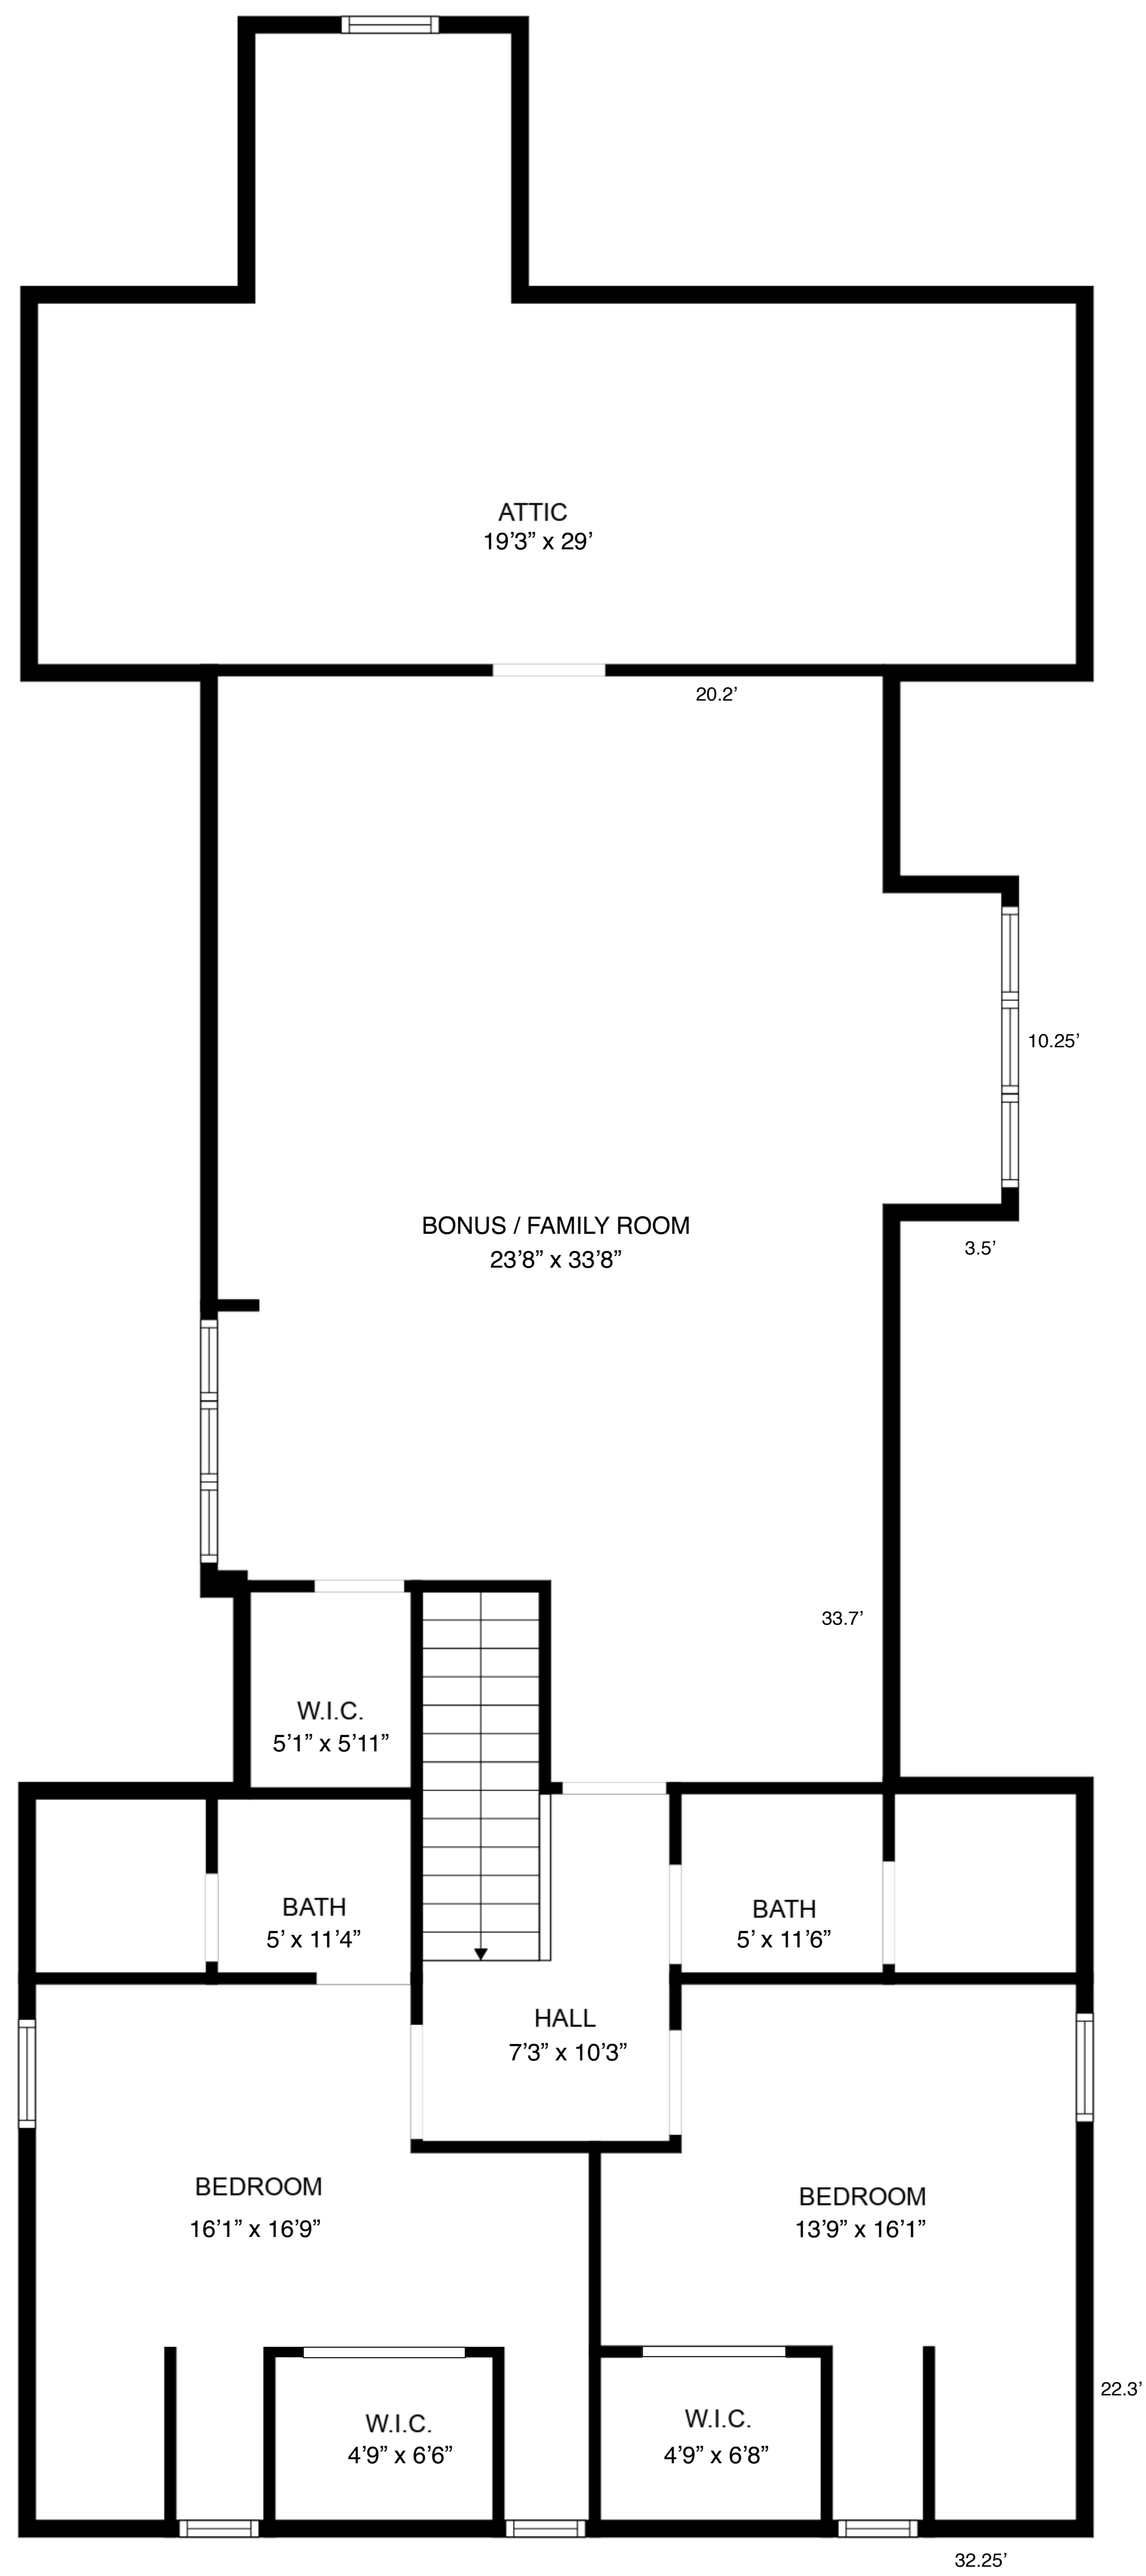 ATTIC
19’3” x 29’
20.2’
10.25’
BONUS / FAMILY ROOM
23’8” x 33’8”
3.5’
33.7’
W.I.C.
5’1” x 5’11”
BATH
5’ x 11’4”
BATH
5’ x 11’6”
HALL
7’3” x 10’3”
BEDROOM
16’1” x 16’9”
BEDROOM
13’9” x 16’1”
22.3’
W.I.C.
4’9” x 6’6”
W.I.C.
4’9” x 6’8”
32.25’